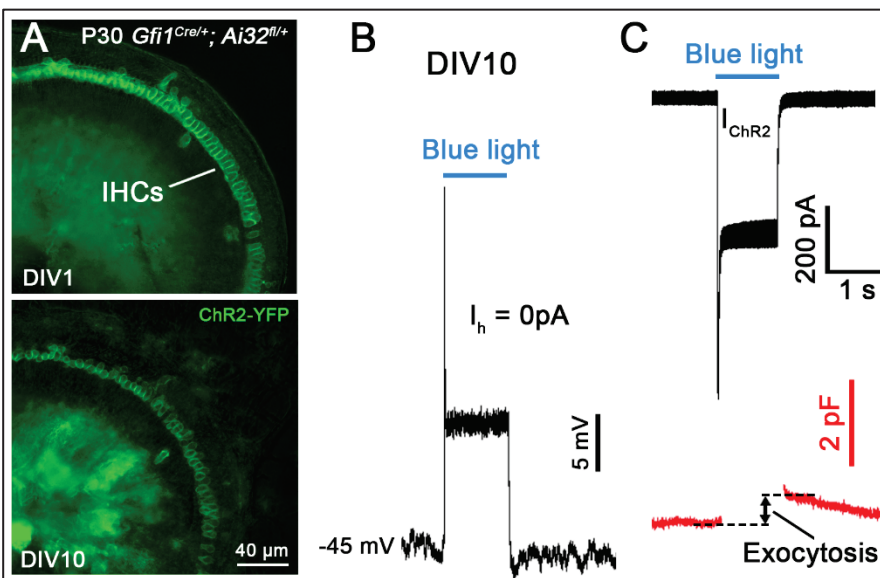 A
P30 Gfi1Cre/+; Ai32fl/+
IHCs
DIV1
ChR2-YFP
DIV10
40 µm
B
DIV10
Blue light
Ih = 0pA
5 mV
-45 mV
C
Blue light
IChR2
200 pA
1 s
2 pF
Exocytosis